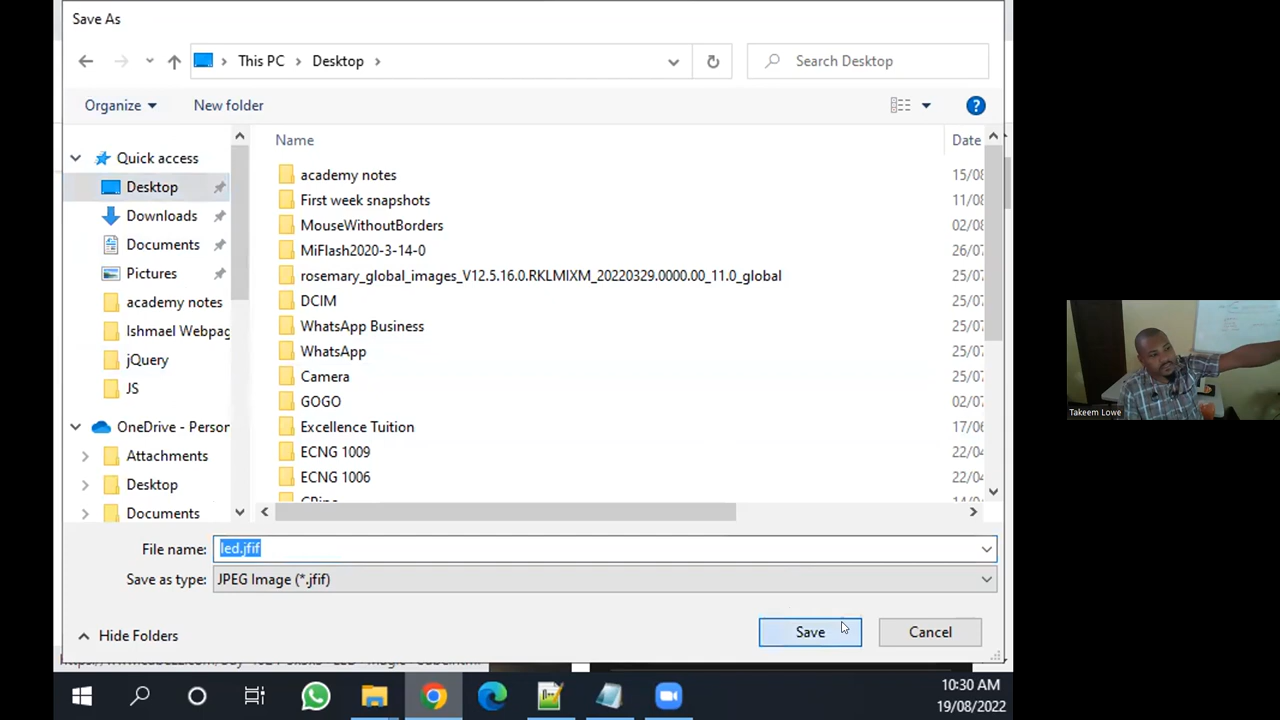 Save As
This PC > Desktop >
Search Desktop
Organize
New folder
Name
Date
Quick access
Desktop
Downloads
Documents
Pictures
academy notes
Ishmael Webpag
jQuery
JS
OneDrive - Person
Attachments
Desktop
Documents
academy notes 15/08
First week snapshots 11/08
MouseWithoutBorders 02/08
MiFlash2020-3-14-0 26/07
rosemary_global_images_V12.5.16.0.RKLMIXM_20220329.0000.00_11.0_global 25/07
DCIM 25/07
WhatsApp Business 25/07
WhatsApp 25/07
Camera 25/07
GOGO 02/07
Excellence Tuition 17/06
ECNG 1009 22/04
ECNG 1006 22/04
File name: led.jfif
Save as type: JPEG Image (*.jfif)
Hide Folders
Save
Cancel
10:30 AM
19/08/2022
Takeem Lowe